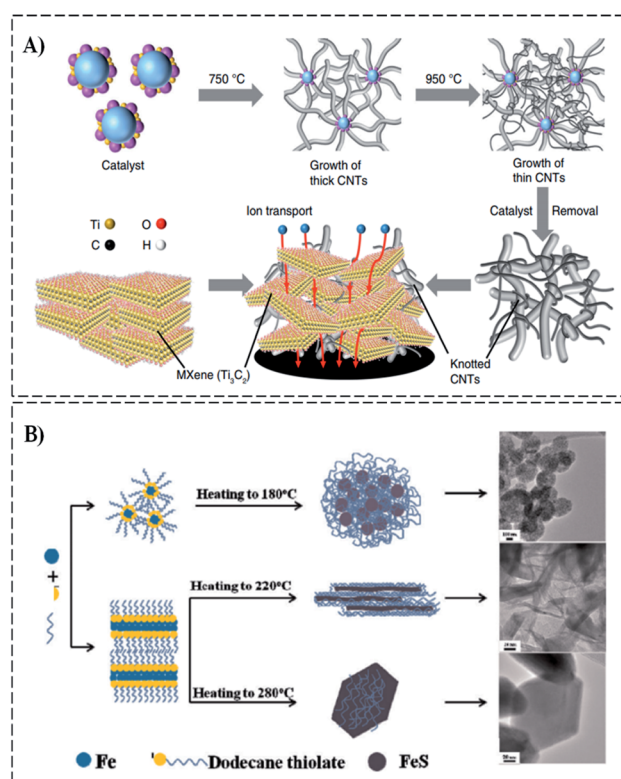 A)
750 °C
950 °C
Catalyst
Growth of
thick CNTs
Growth of
thin CNTs
Ti
O
C
H
Ion transport
Catalyst
Removal
MXene (Ti₃C₂)
Knotted
CNTs
B)
Heating to 180°C
+
Heating to 220°C
Heating to 280°C
Fe
Dodecane thiolate
FeS